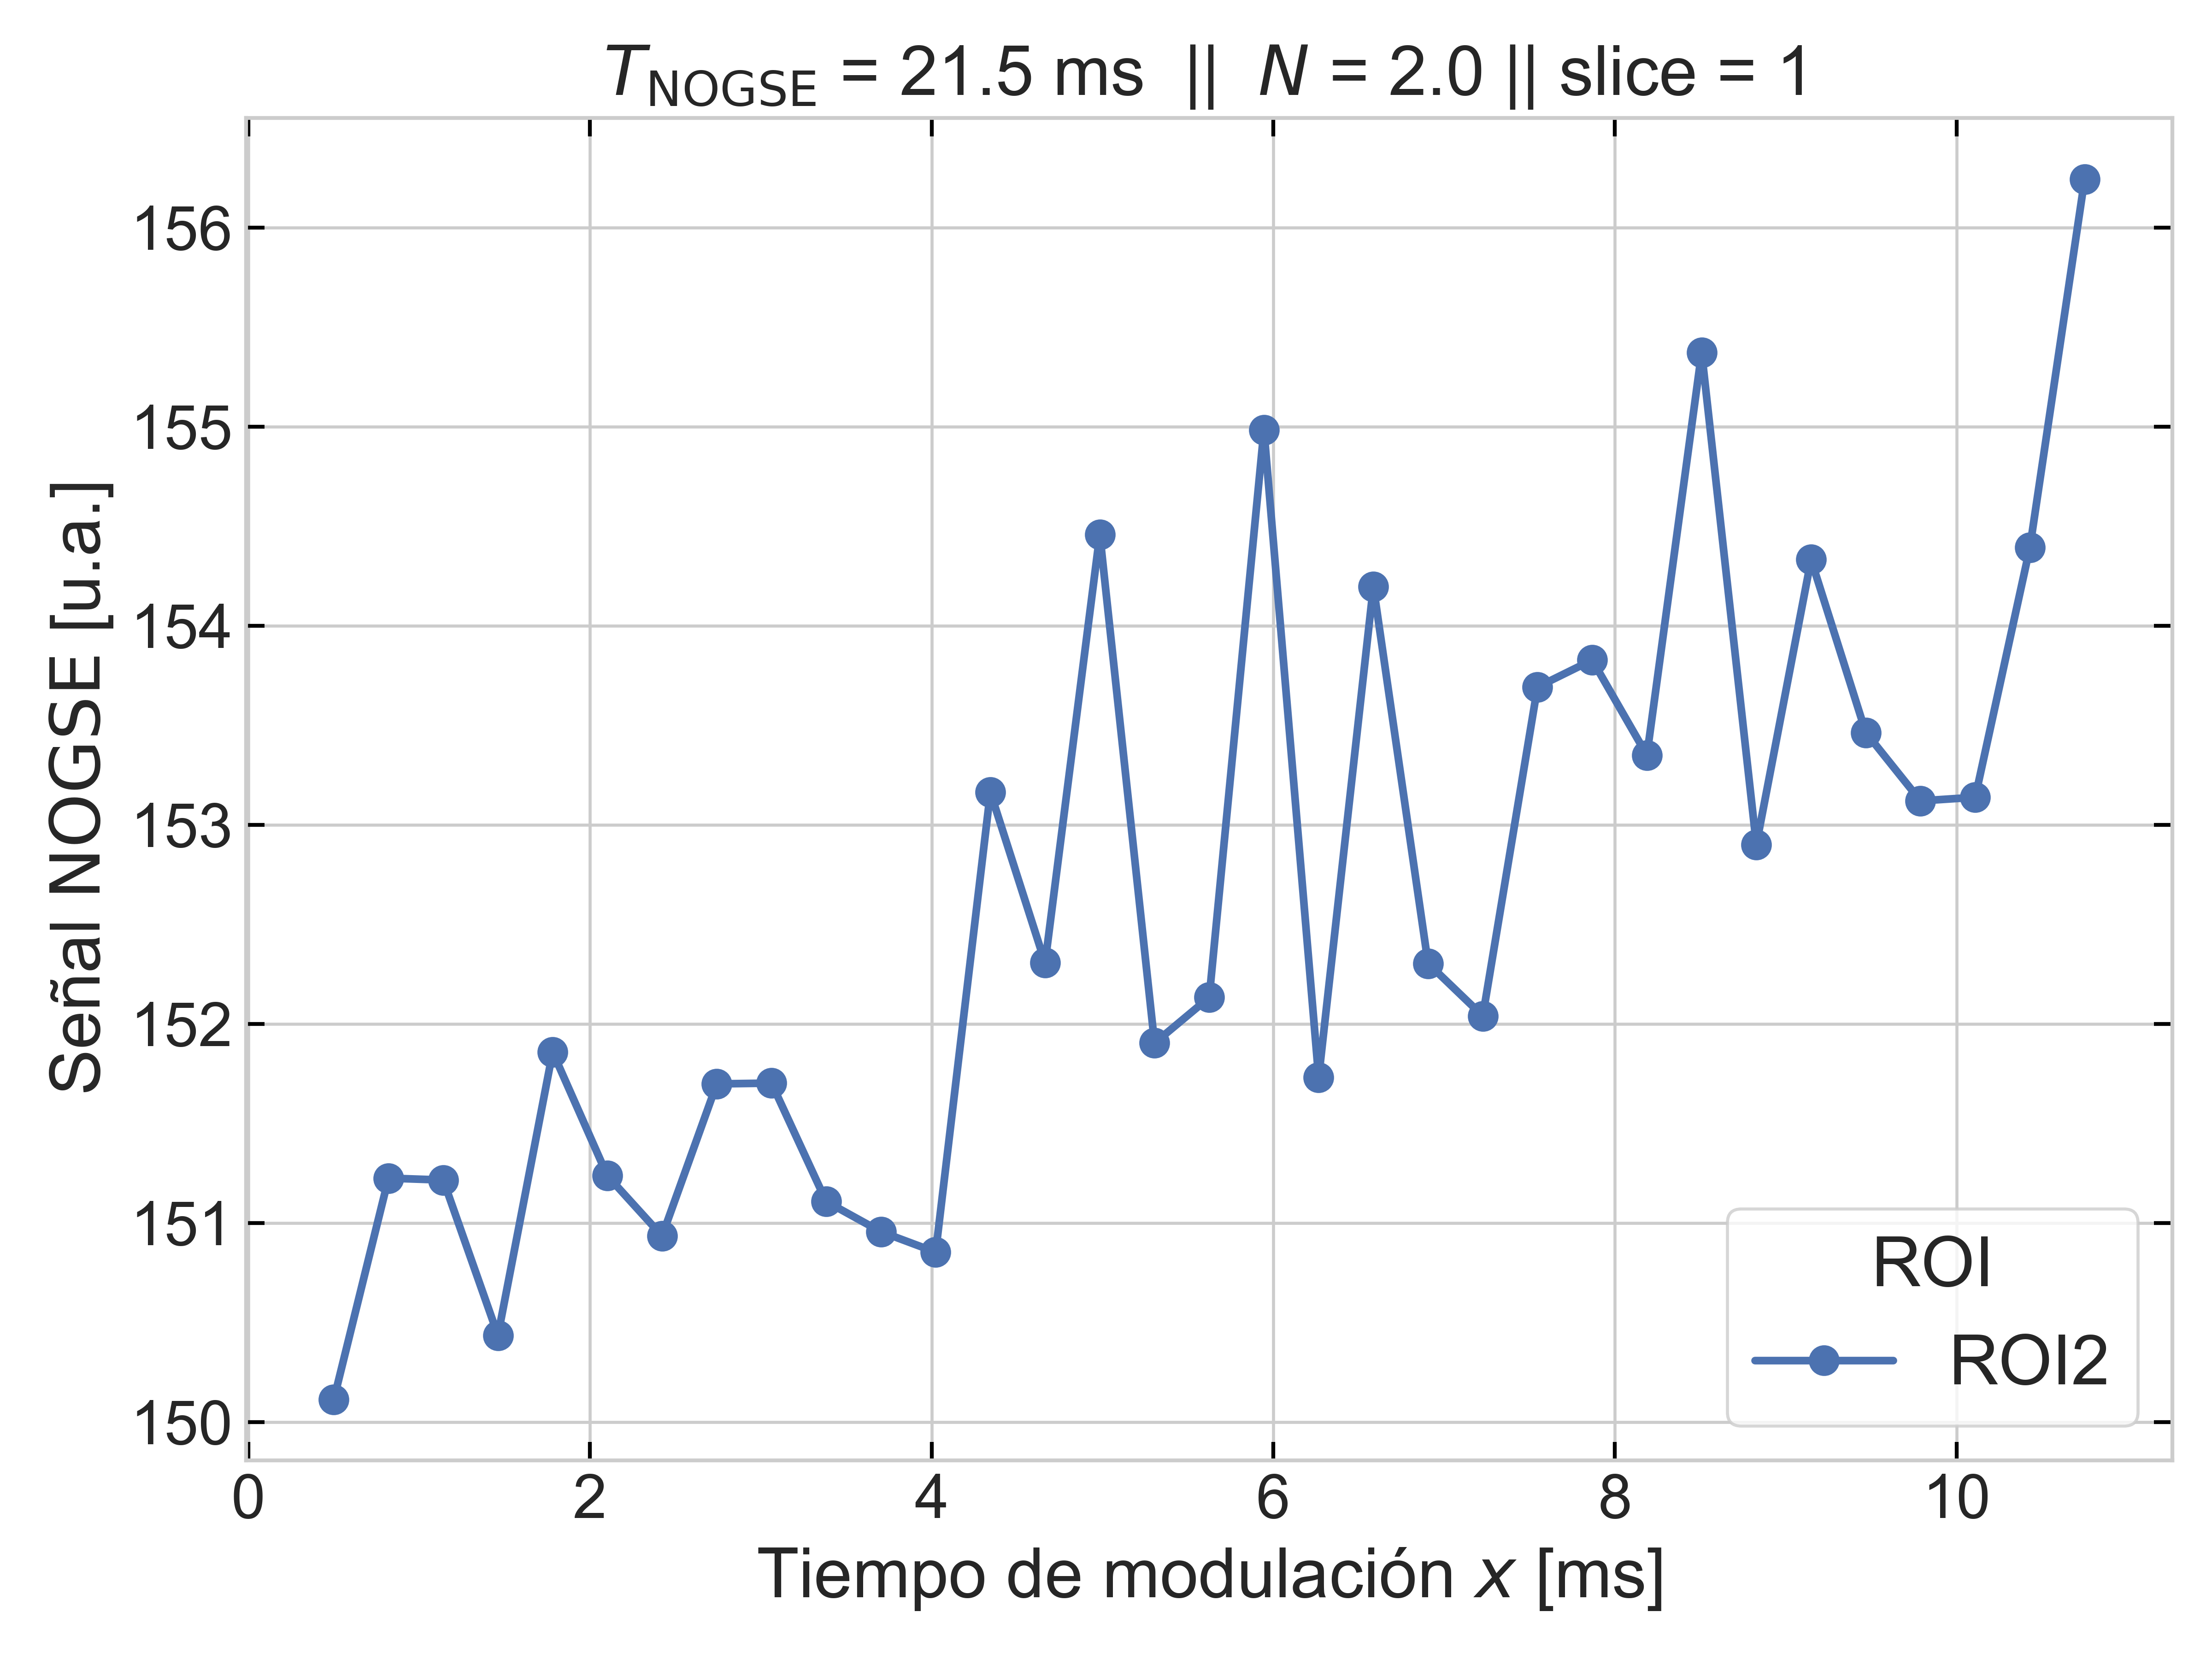 T_NOGSE = 21.5 ms || N = 2.0 || slice = 1
Señal NOGSE [u.a.]
156
155
154
153
152
151
150
0 2 4 6 8 10
Tiempo de modulación x [ms]
ROI
ROI2